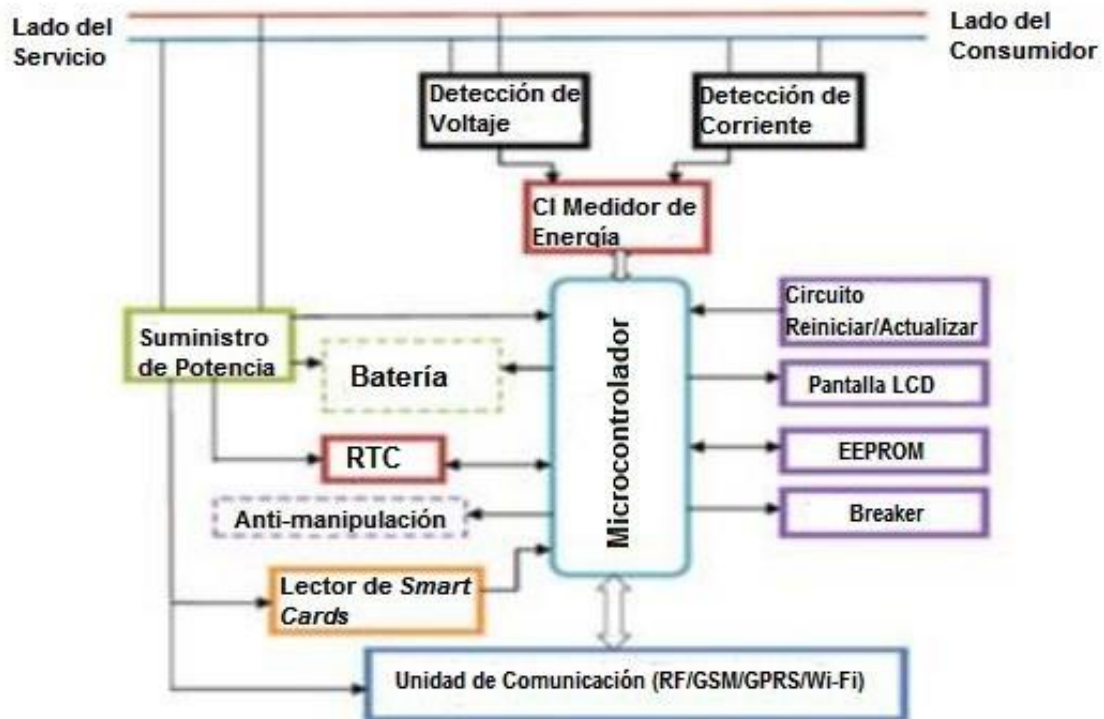 Lado del
Servicio
Lado del
Consumidor
Detección de
Voltaje
Detección de
Corriente
CI Medidor de
Energía
Suministro
de Potencia
Batería
RTC
Anti-manipulación
Lector de Smart
Cards
Microcontrolador
Circuito
Reiniciar/Actualizar
Pantalla LCD
EEPROM
Breaker
Unidad de Comunicación (RF/GSM/GPRS/Wi-Fi)